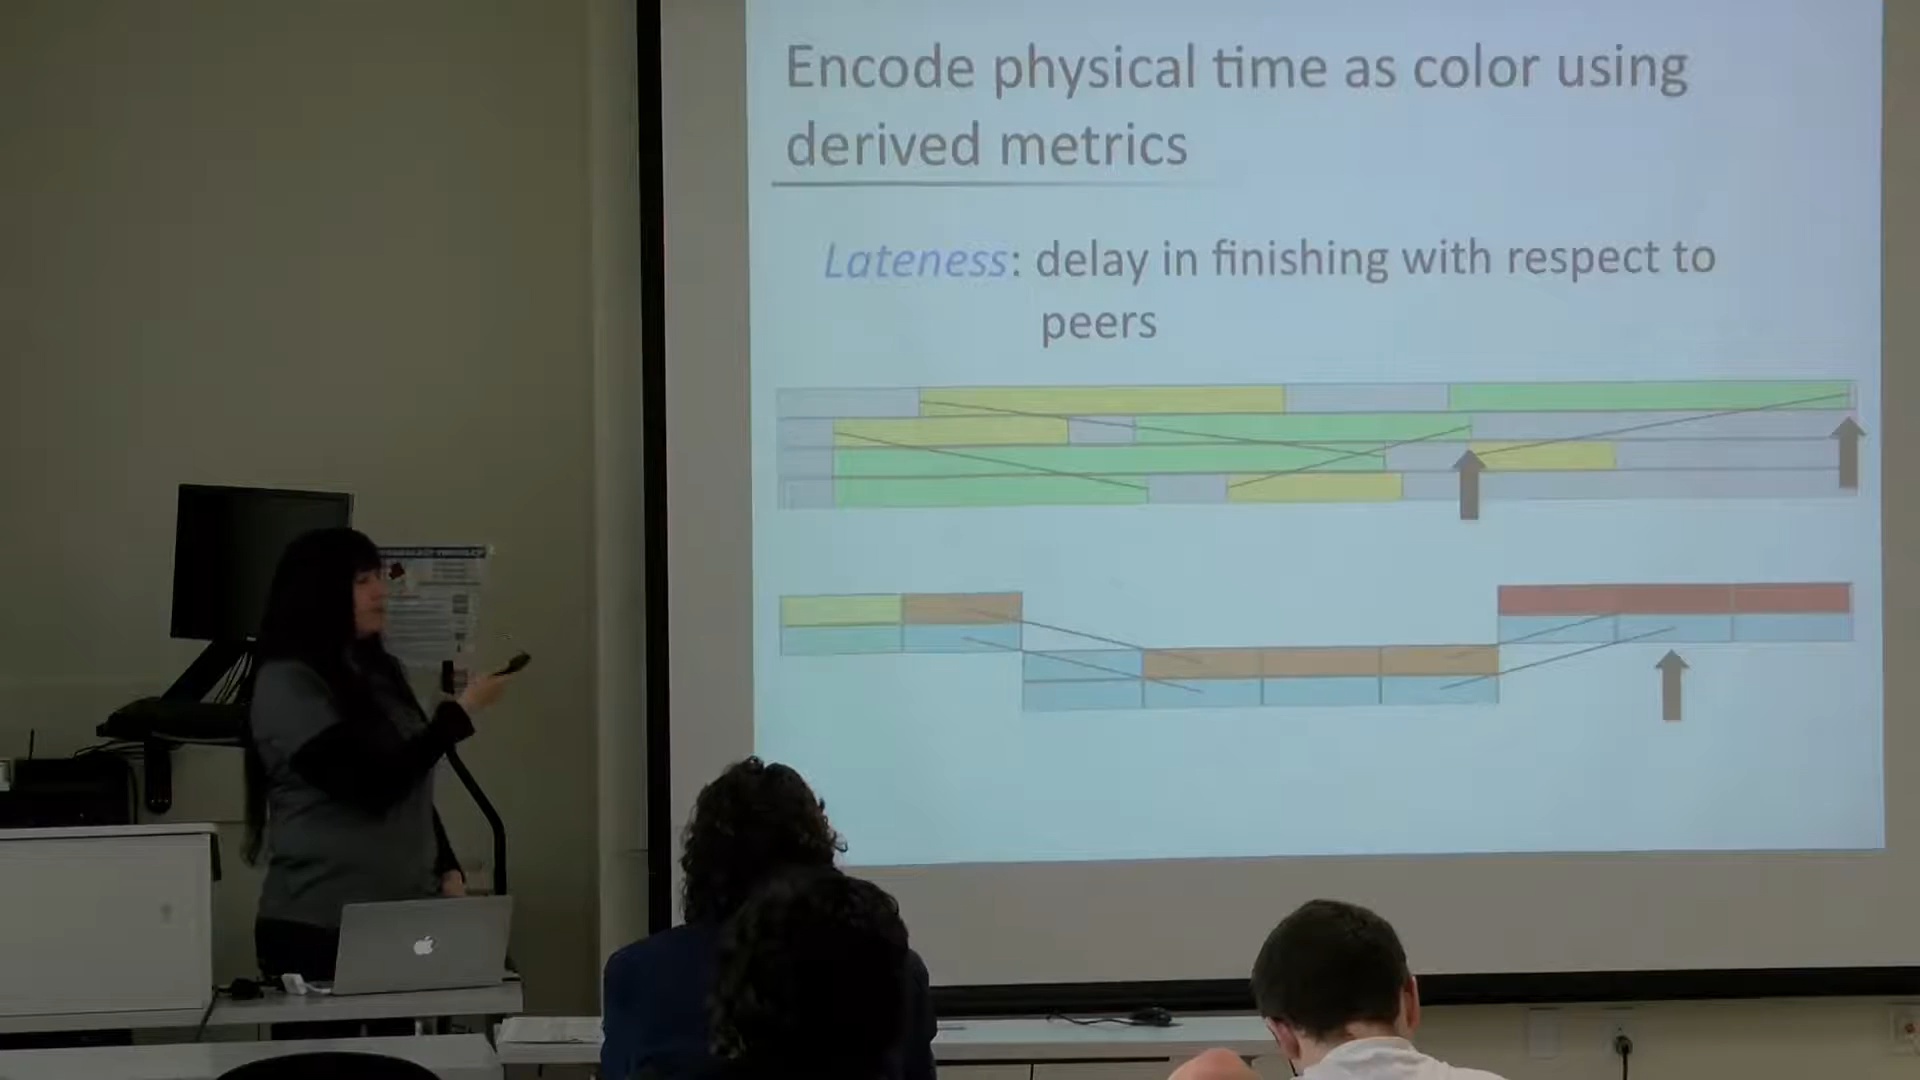 Encode physical time as color using
derived metrics
Lateness: delay in finishing with respect to
peers